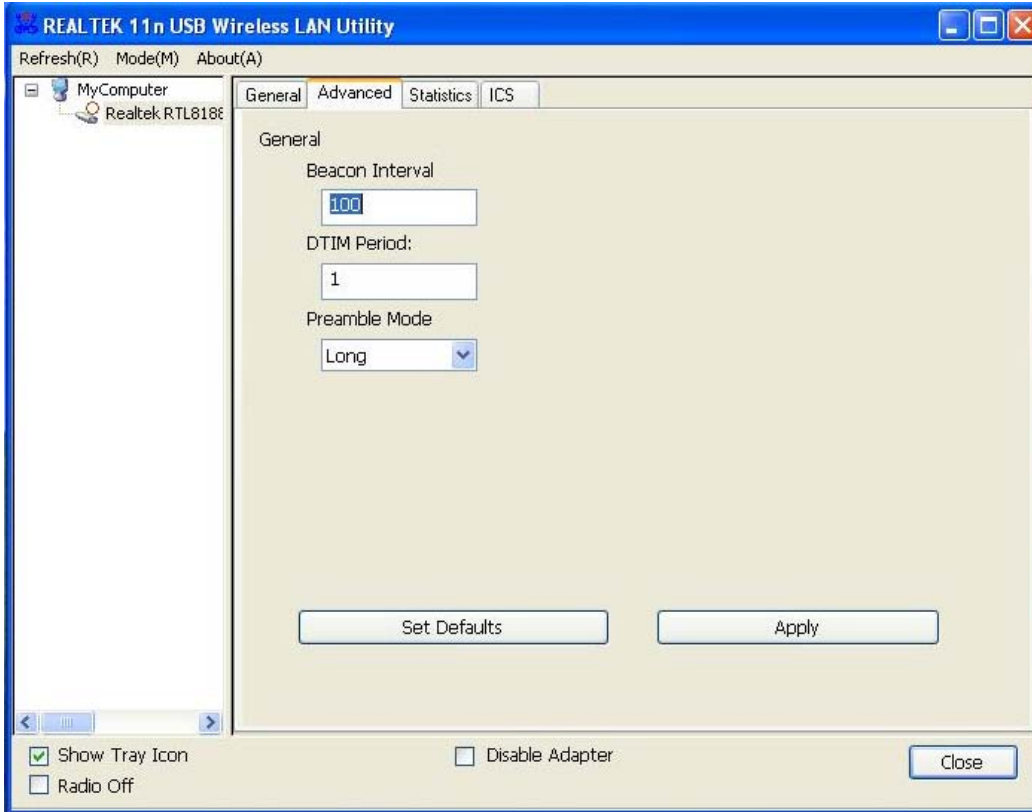 REALTEK 11n USB Wireless LAN Utility
Refresh(R) Mode(M) About(A)
MyComputer
Realtek RTL8188
General Advanced Statistics ICS
General
Beacon Interval
100
DTIM Period:
1
Preamble Mode
Long
Set Defaults Apply
Show Tray Icon Disable Adapter Close
Radio Off